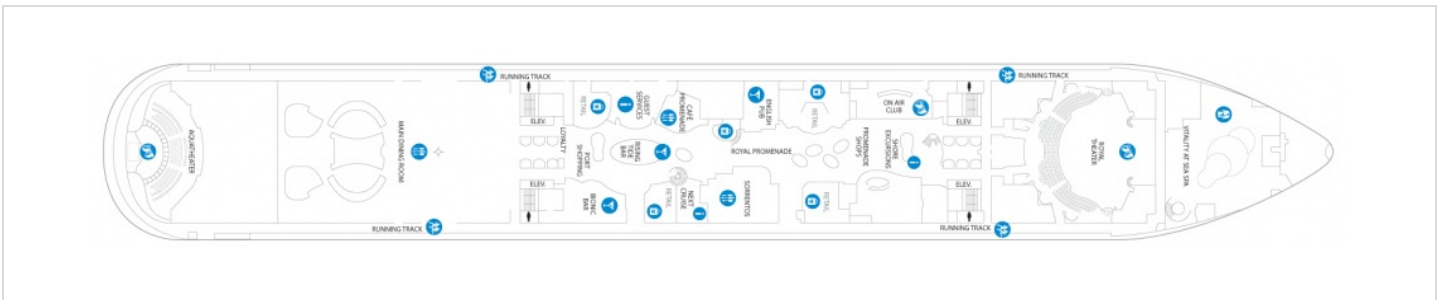 RUNNING TRACK
RUNNING TRACK
AQUATHEATER
MAIN DINING ROOM
ELEV.
ELEV.
LOYALTY
PORT
SHOPPING
RETAIL
GUEST
SERVICES
CAFE
PROMENADE
RISING
TIDE
BAR
BIONIC
BAR
RETAIL
NEXT
CRUISE
SORRENTOS
ROYAL PROMENADE
ENGLISH
PUB
RETAIL
RETAIL
ON AIR
CLUB
PROMENADE
SHOPS
SHORE
EXCURSIONS
ELEV.
ELEV.
ROYAL
THEATER
VITALITY AT SEA SPA
RUNNING TRACK
RUNNING TRACK